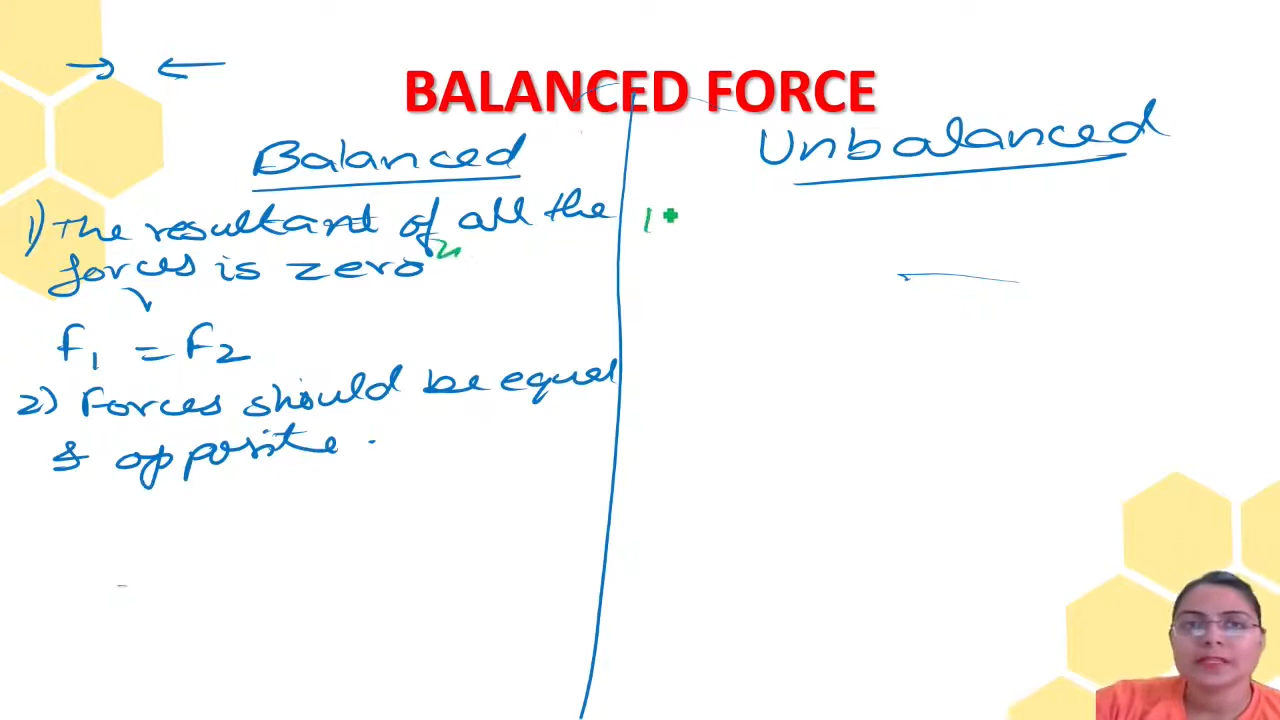 BALANCED FORCE
Balanced
1) The resultant of all the
forces is zero
F1 = F2
2) Forces should be equal
& opposite.
Unbalanced
1